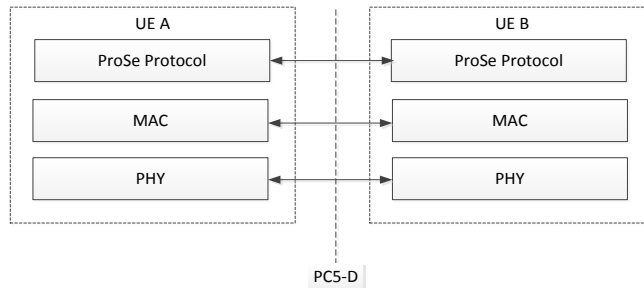 UE A
UE B
ProSe Protocol
ProSe Protocol
MAC
MAC
PHY
PHY
PC5-D